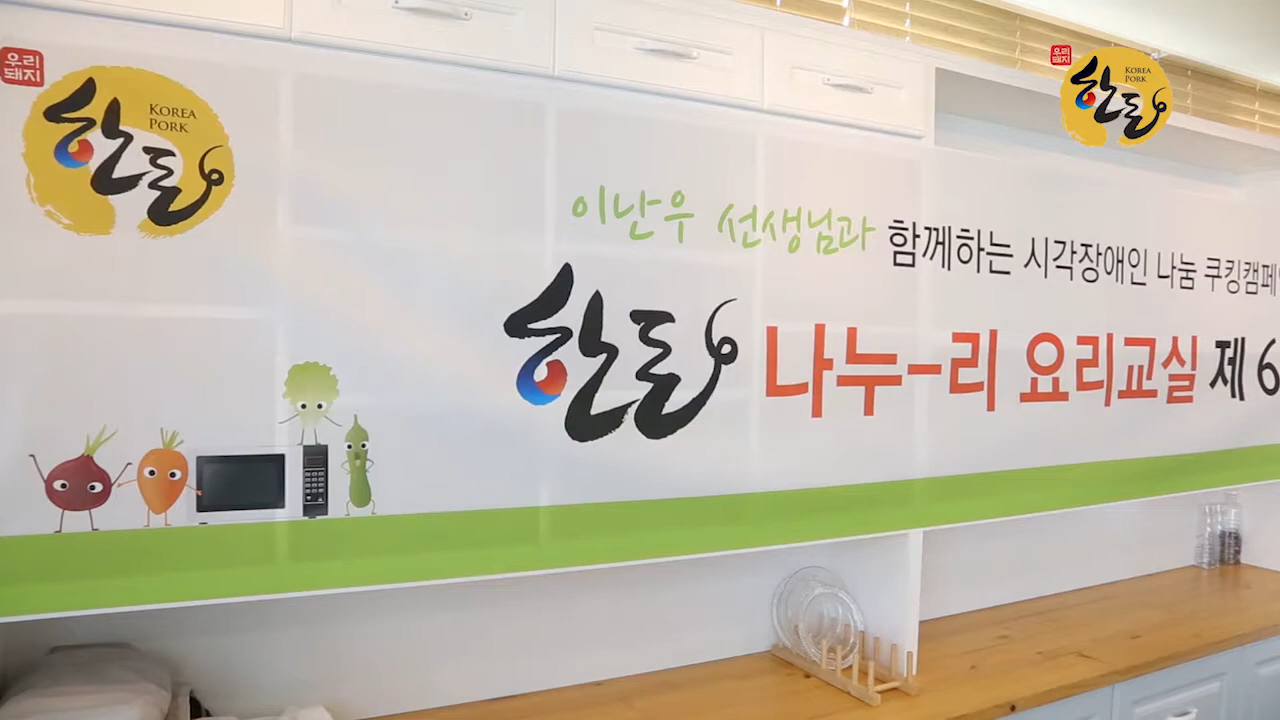 우리
돼지
KOREA
PORK
한돈
우리
돼지
KOREA
PORK
한돈
이난우 선생님과 함께하는 시각장애인 나눔 쿠킹캠페
한돈 나누-리 요리교실 제 6